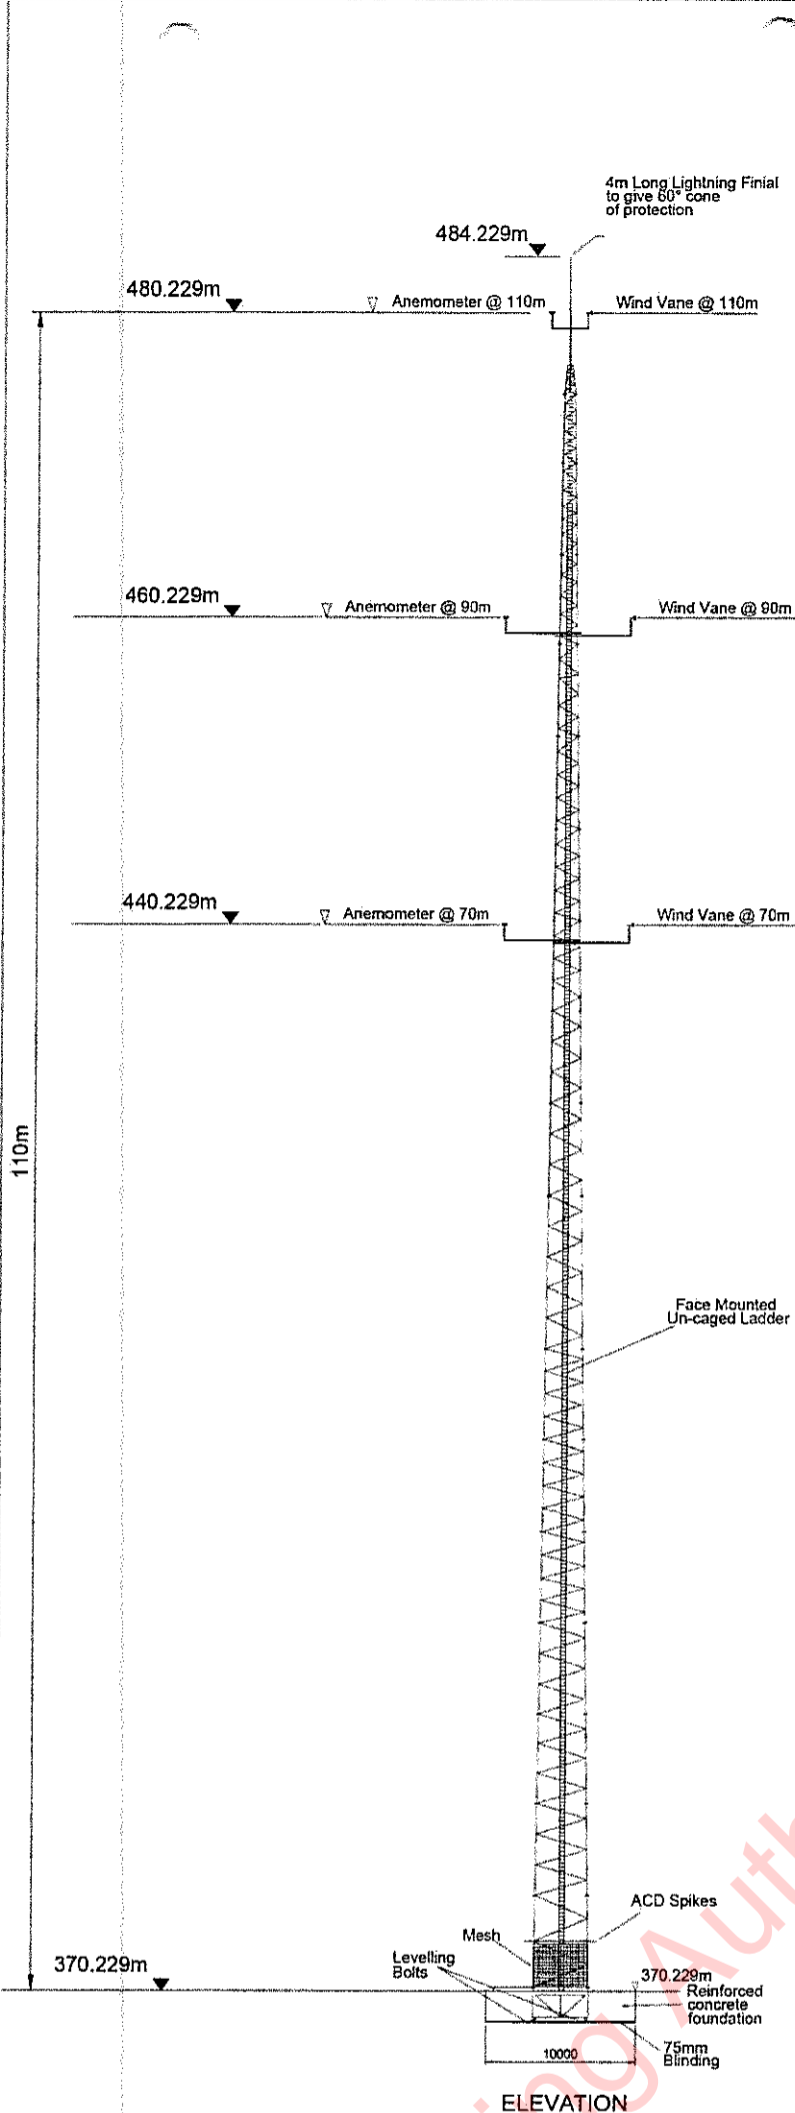 4m Long Lightning Finial
to give 60° cone
of protection
484.229m
480.229m
Anemometer @ 110m
Wind Vane @ 110m
460.229m
Anemometer @ 90m
Wind Vane @ 90m
440.229m
Anemometer @ 70m
Wind Vane @ 70m
110m
Face Mounted
Un-caged Ladder
ACD Spikes
Mesh
Levelling
Bolts
370.229m
370.229m
Reinforced
concrete
foundation
75mm
Blinding
10000
ELEVATION